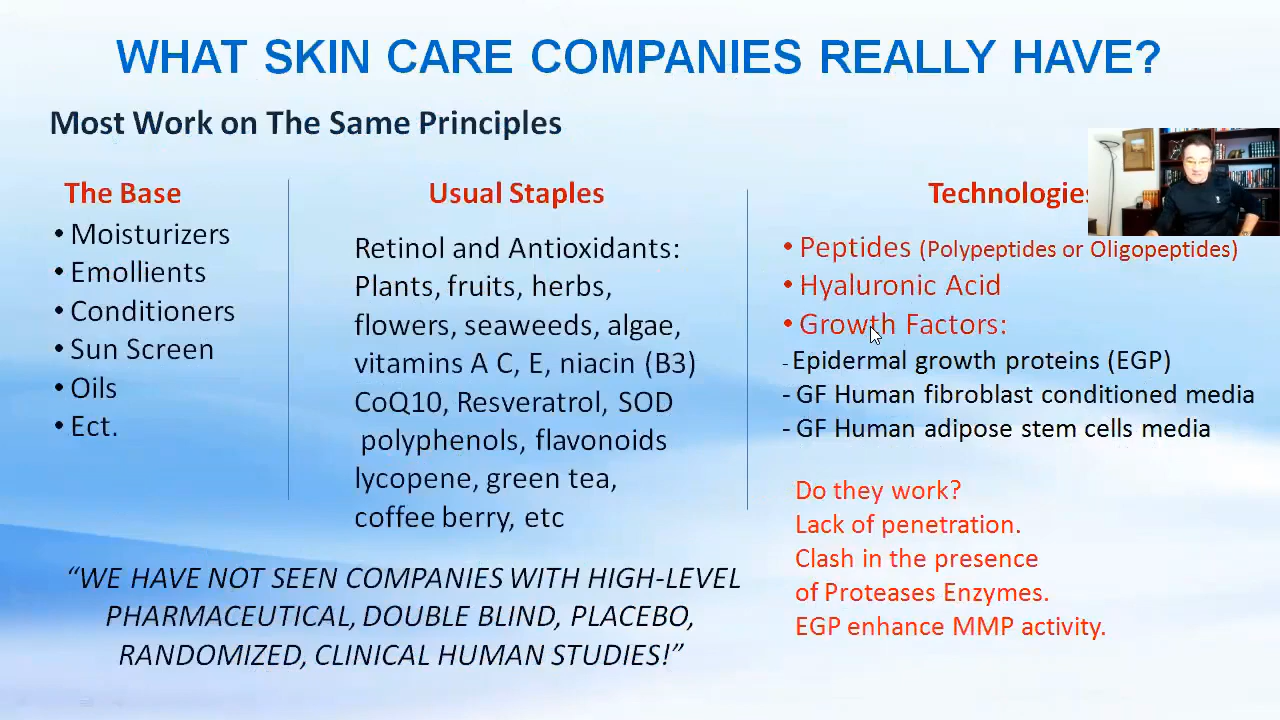 WHAT SKIN CARE COMPANIES REALLY HAVE?
Most Work on The Same Principles
The Base
• Moisturizers
• Emollients
• Conditioners
• Sun Screen
• Oils
• Ect.
Usual Staples
Retinol and Antioxidants:
Plants, fruits, herbs,
flowers, seaweeds, algae,
vitamins A C, E, niacin (B3)
CoQ10, Resveratrol, SOD
polyphenols, flavonoids
lycopene, green tea,
coffee berry, etc
Technologies
• Peptides (Polypeptides or Oligopeptides)
• Hyaluronic Acid
• Growth Factors:
- Epidermal growth proteins (EGP)
- GF Human fibroblast conditioned media
- GF Human adipose stem cells media
Do they work?
Lack of penetration.
Clash in the presence
of Proteases Enzymes.
EGP enhance MMP activity.
“WE HAVE NOT SEEN COMPANIES WITH HIGH-LEVEL
PHARMACEUTICAL, DOUBLE BLIND, PLACEBO,
RANDOMIZED, CLINICAL HUMAN STUDIES!”